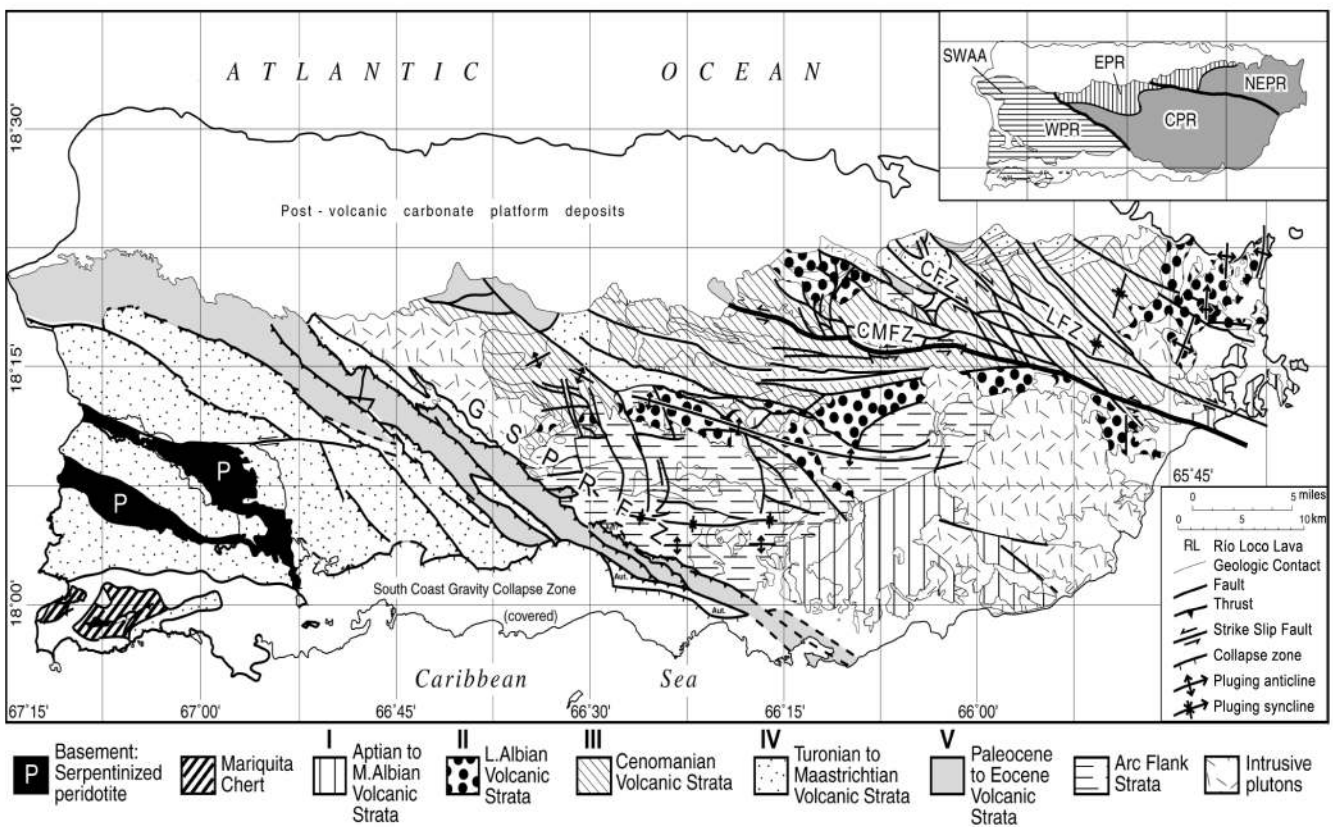 ATLANTIC OCEAN
SWAA
EPR
NEPR
WPR
CPR
18°30'
18°15'
18°00'
Post - volcanic carbonate platform deposits
CFZ
LFZ
CMFZ
GSPRFZ
P
P
Aut.
Aut.
South Coast Gravity Collapse Zone
(covered)
Caribbean Sea
67°15'
67°00'
66°45'
66°30'
66°15'
66°00'
65°45'
0 5 miles
0 5 10km
RL Río Loco Lava
Geologic Contact
Fault
Thrust
Strike Slip Fault
Collapse zone
Pluging anticline
Pluging syncline
P Basement:
Serpentinized
peridotite
Mariquita
Chert
I
Aptian to
M.Albian
Volcanic
Strata
II
L.Albian
Volcanic
Strata
III
Cenomanian
Volcanic Strata
IV
Turonian to
Maastrichtian
Volcanic Strata
V
Paleocene
to Eocene
Volcanic
Strata
Arc Flank
Strata
Intrusive
plutons